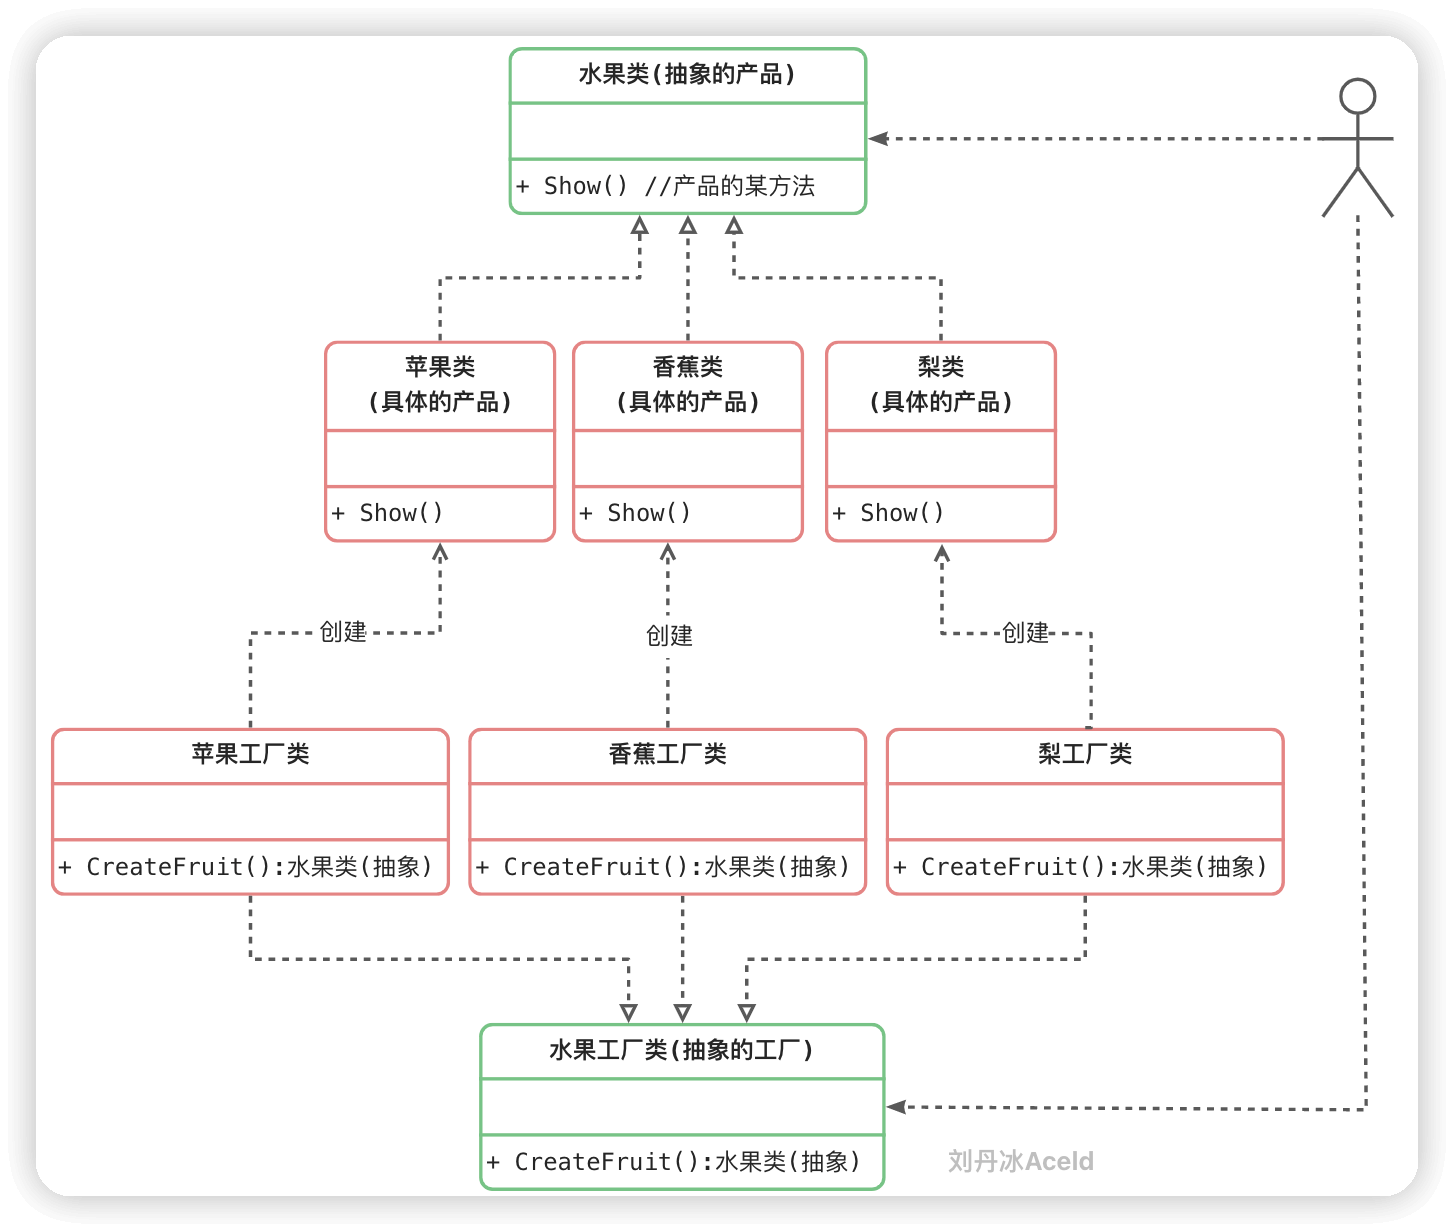 水果类(抽象的产品)
+ Show() //产品的某方法
苹果类
(具体的产品)
+ Show()
香蕉类
(具体的产品)
+ Show()
梨类
(具体的产品)
+ Show()
创建
创建
创建
苹果工厂类
+ CreateFruit():水果类(抽象)
香蕉工厂类
+ CreateFruit():水果类(抽象)
梨工厂类
+ CreateFruit():水果类(抽象)
水果工厂类(抽象的工厂)
+ CreateFruit():水果类(抽象)
刘丹冰Aceld